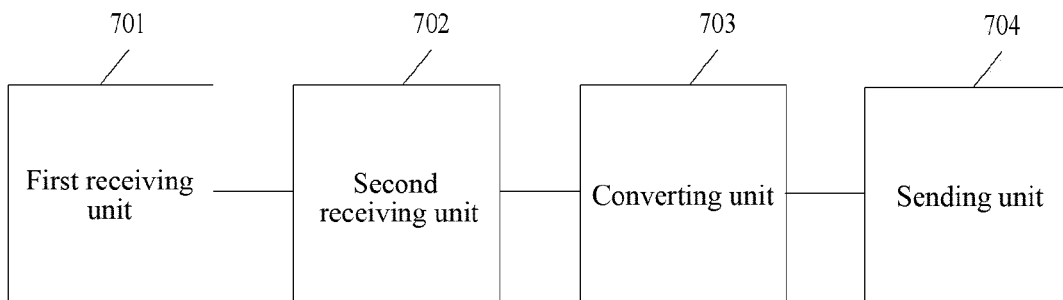 701
702
703
704
First receiving
unit
Second
receiving unit
Converting unit
Sending unit